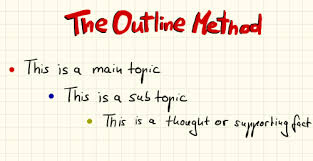 The Outline Method
This is a main topic
This is a sub topic
This is a thought or supporting fact